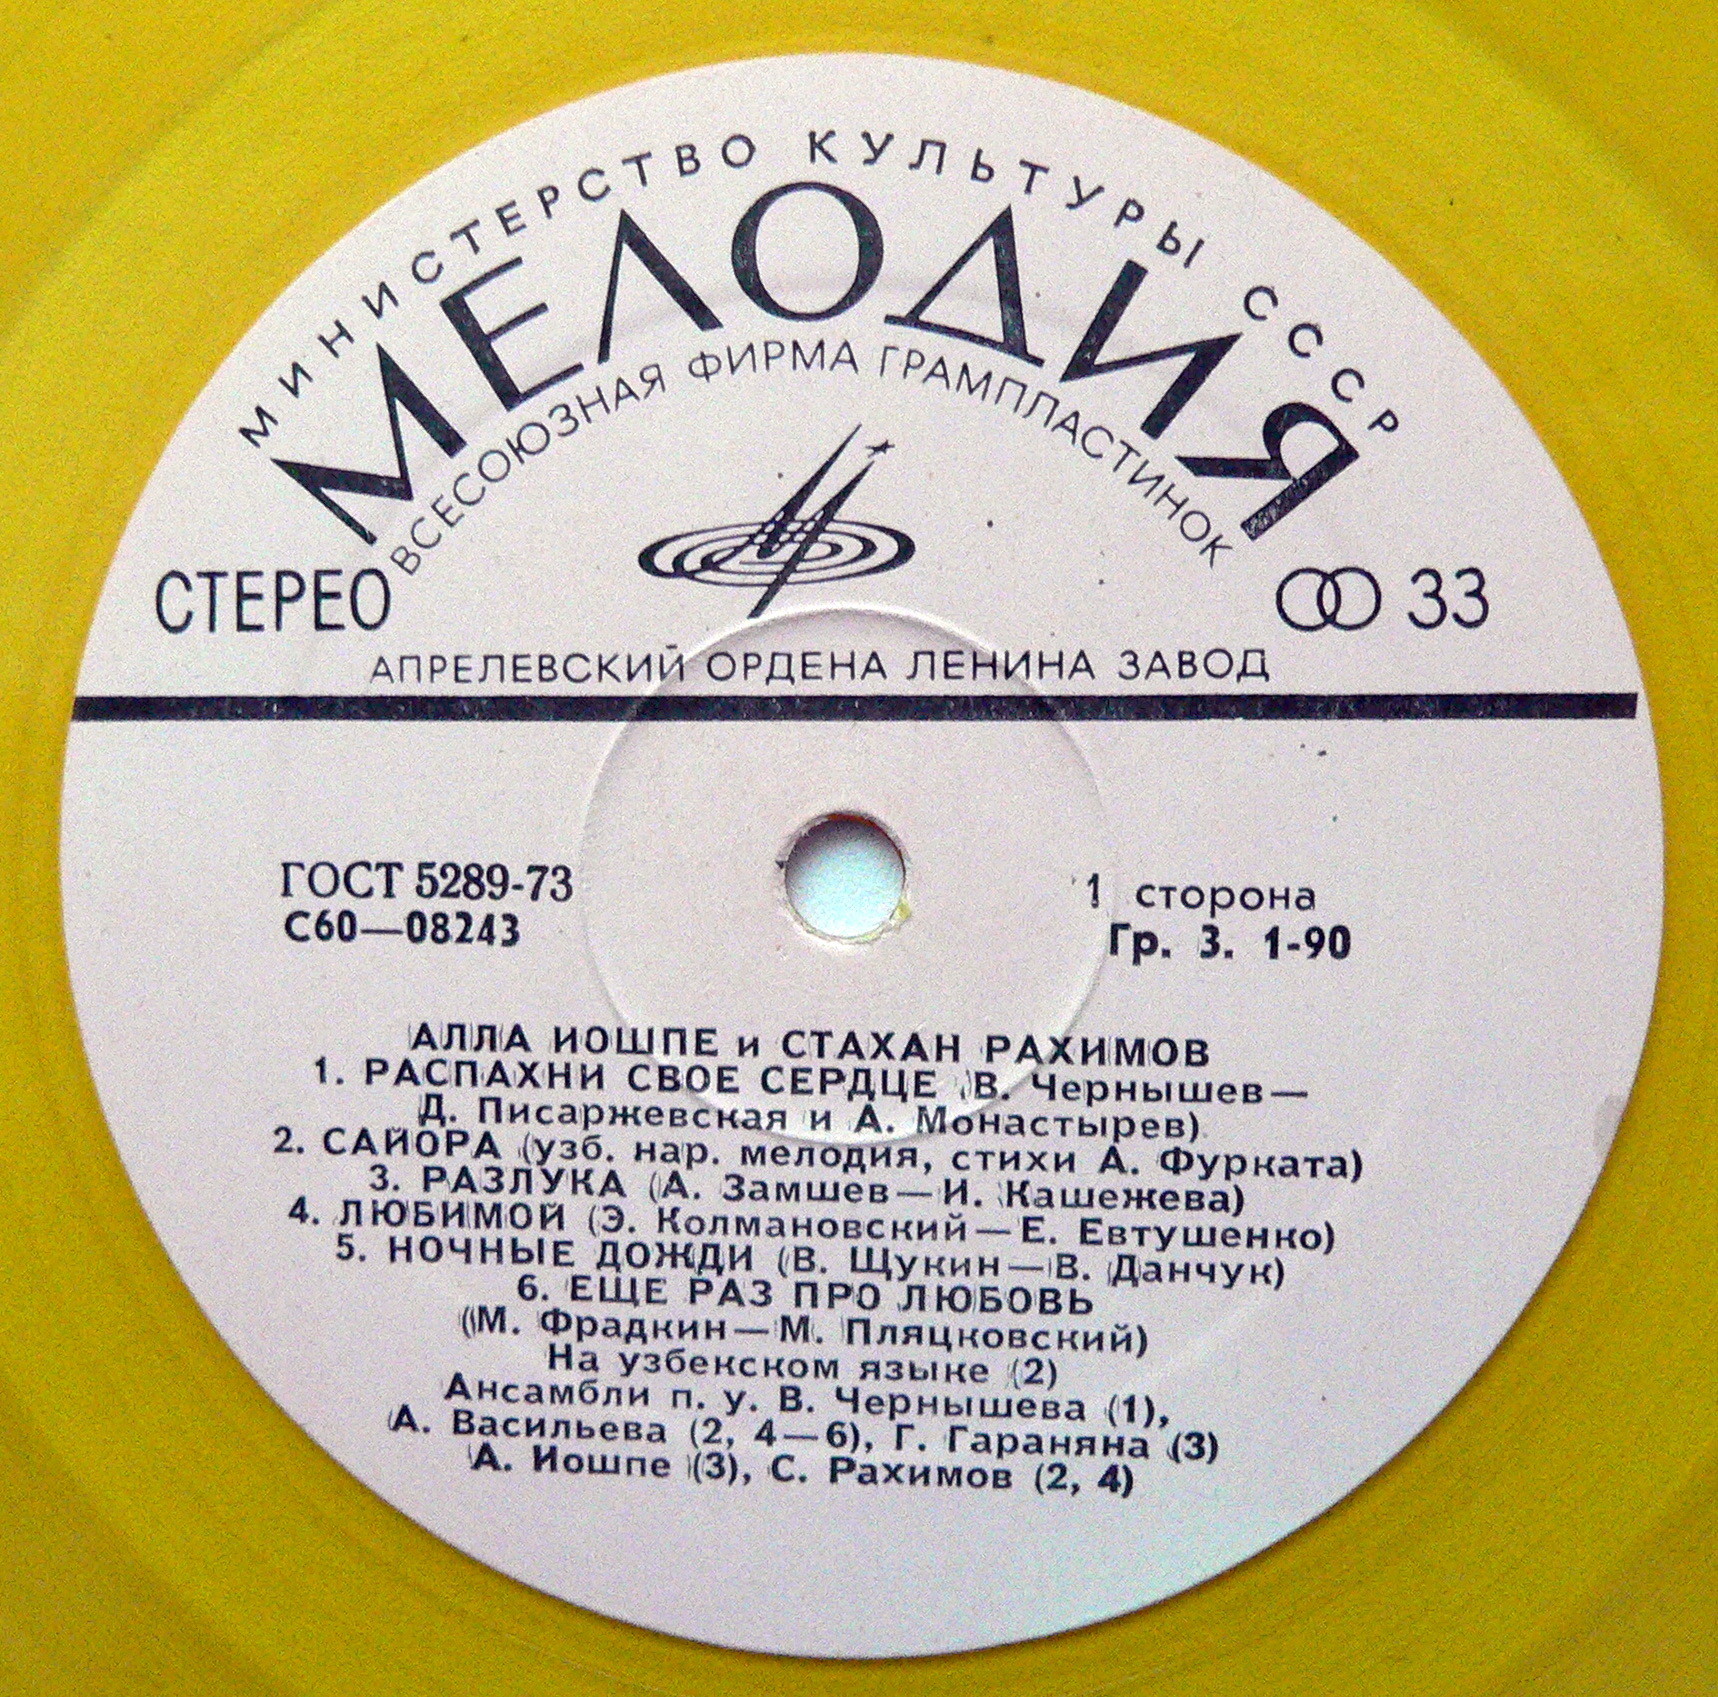 МИНИСТЕРСТВО КУЛЬТУРЫ СССР
МЕЛОДИЯ
ВСЕСОЮЗНАЯ ФИРМА ГРАМПЛАСТИНОК
СТЕРЕО
33
АПРЕЛЕВСКИЙ ОРДЕНА ЛЕНИНА ЗАВОД
ГОСТ 5289-73
С60—08243
1 сторона
Гр. 3. 1-90
АЛЛА ИОШПЕ и СТАХАН РАХИМОВ
1. РАСПАХНИ СВОЕ СЕРДЦЕ (В. Чернышев—
Д. Писаржевская и А. Монастырев)
2. САЙОРА (узб. нар. мелодия, стихи А. Фурката)
3. РАЗЛУКА (А. Замшев—И. Кашежева)
4. ЛЮБИМОЙ (Э. Колмановский—Е. Евтушенко)
5. НОЧНЫЕ ДОЖДИ (В. Щукин—В. Данчук)
6. ЕЩЕ РАЗ ПРО ЛЮБОВЬ
(М. Фрадкин—М. Пляцковский)
На узбекском языке (2)
Ансамбли п. у. В. Чернышева (1),
А. Васильева (2, 4—6), Г. Гараняна (3)
А. Иошпе (3), С. Рахимов (2, 4)